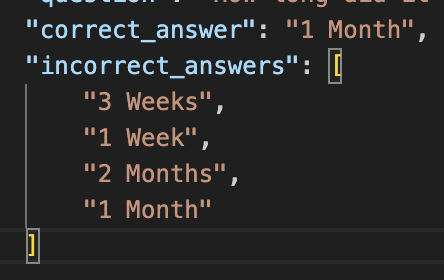 "correct_answer": "1 Month",
"incorrect_answers": [
"3 Weeks",
"1 Week",
"2 Months",
"1 Month"
]